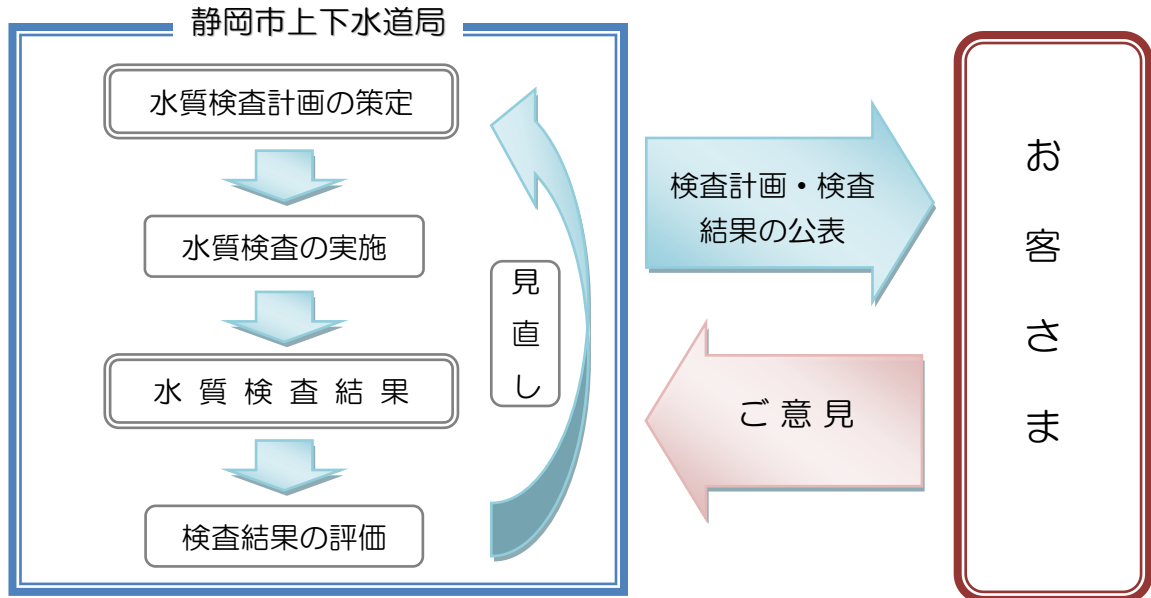 静岡市上下水道局
水質検査計画の策定
水質検査の実施
水質検査結果
検査結果の評価
見直し
検査計画・検査
結果の公表
ご意見
お客さま